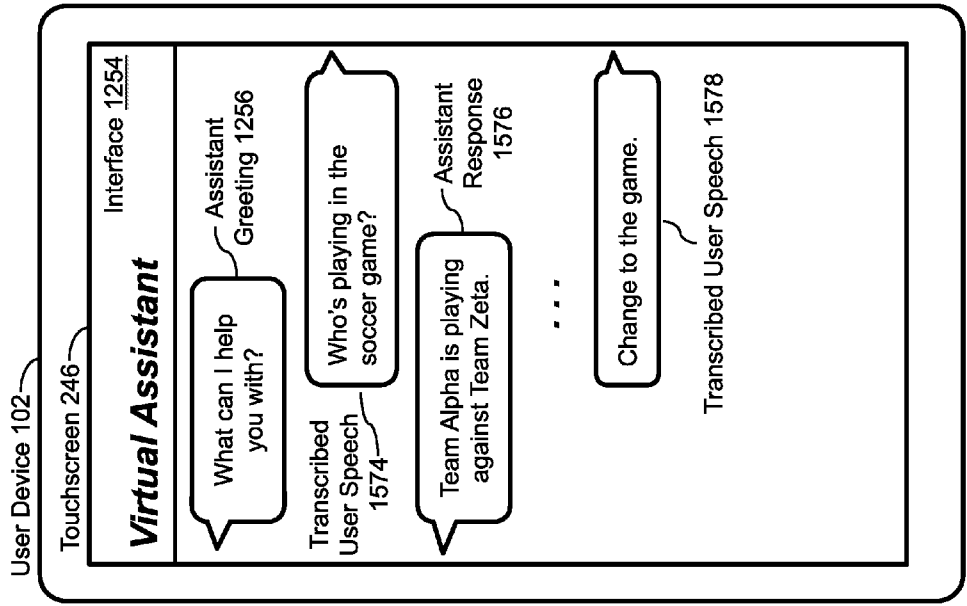 User Device 102
Touchscreen 246
Virtual Assistant
Interface 1254
What can I help
you with?
Assistant
Greeting 1256
Transcribed
User Speech
1574
Who's playing in the
soccer game?
Team Alpha is playing
against Team Zeta.
Assistant
Response
1576
...
Change to the game.
Transcribed User Speech 1578